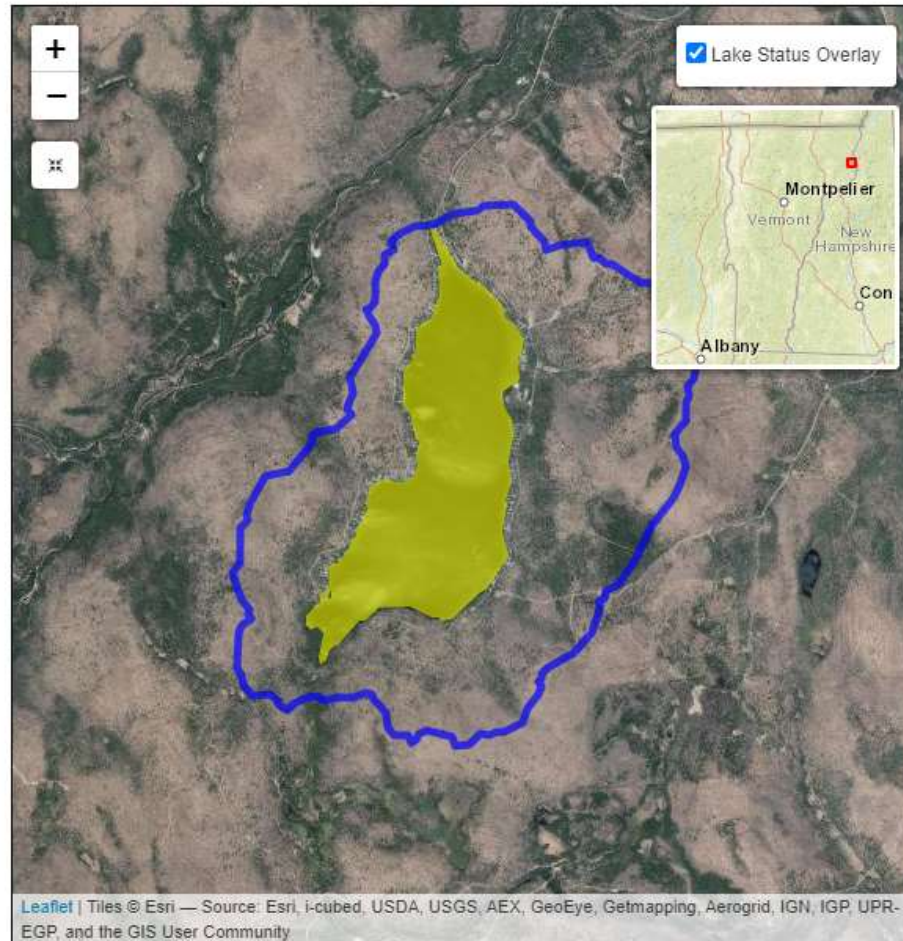 +
−
Lake Status Overlay
Montpelier
Vermont
New
Hampshire
Con
Albany
Leaflet | Tiles © Esri — Source: Esri, i-cubed, USDA, USGS, AEX, GeoEye, Getmapping, Aerogrid, IGN, IGP, UPR-
EGP, and the GIS User Community